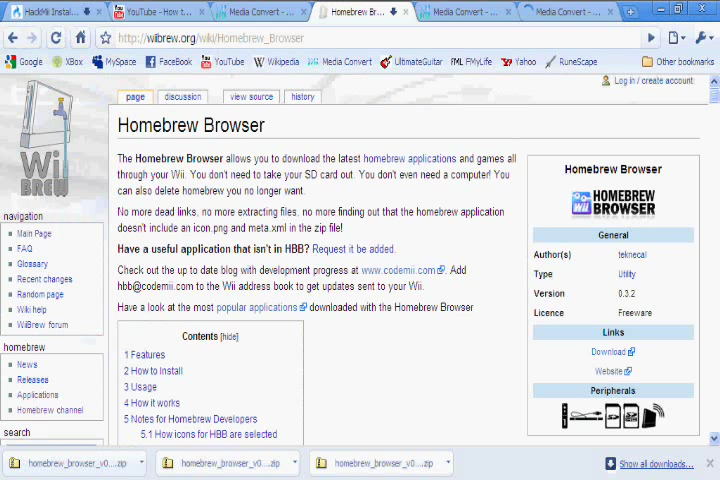 HackMii Instal...
YouTube - How t...
Media Convert - ...
Homebrew Br...
Media Convert - ...
Media Convert - ...
http://wiibrew.org/wiki/Homebrew_Browser
Google XBox MySpace FaceBook YouTube Wikipedia Media Convert UltimateGuitar FML FMyLife Yahoo RuneScape Other bookmarks
Log in / create account
page discussion view source history
Wii
BREW
navigation
Main Page
FAQ
Glossary
Recent changes
Random page
Wiki help
WiiBrew forum
homebrew
News
Releases
Applications
Homebrew channel
search
Homebrew Browser
The Homebrew Browser allows you to download the latest homebrew applications and games all
through your Wii. You don't need to take your SD card out. You don't even need a computer! You
can also delete homebrew you no longer want.
No more dead links, no more extracting files, no more finding out that the homebrew application
doesn't include an icon.png and meta.xml in the zip file!
Have a useful application that isn't in HBB? Request it be added.
Check out the up to date blog with development progress at www.codemii.com. Add
hbb@codemii.com to the Wii address book to get updates sent to your Wii.
Have a look at the most popular applications downloaded with the Homebrew Browser
Contents [hide]
1 Features
2 How to Install
3 Usage
4 How it works
5 Notes for Homebrew Developers
5.1 How icons for HBB are selected
Homebrew Browser
HOMEBREW
BROWSER
General
Author(s) teknecal
Type Utility
Version 0.3.2
Licence Freeware
Links
Download
Website
Peripherals
homebrew_browser_v0....zip
homebrew_browser_v0....zip
homebrew_browser_v0....zip
Show all downloads...